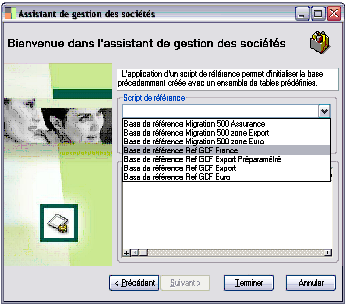 Assistant de gestion des sociétés
Bienvenue dans l'assistant de gestion des sociétés
L'application d'un script de référence permet d'initialiser la base
précédemment créée avec un ensemble de tables prédéfinies.
Script de référence
Base de référence Migration 500 Assurance
Base de référence Migration 500 zone Export
Base de référence Migration 500 zone Euro
Base de référence Ref GCF France
Base de référence Ref GCF Export Préparamétré
Base de référence Ref GCF Export
Base de référence Ref GCF Euro
< Précédent
Suivant >
Terminer
Annuler